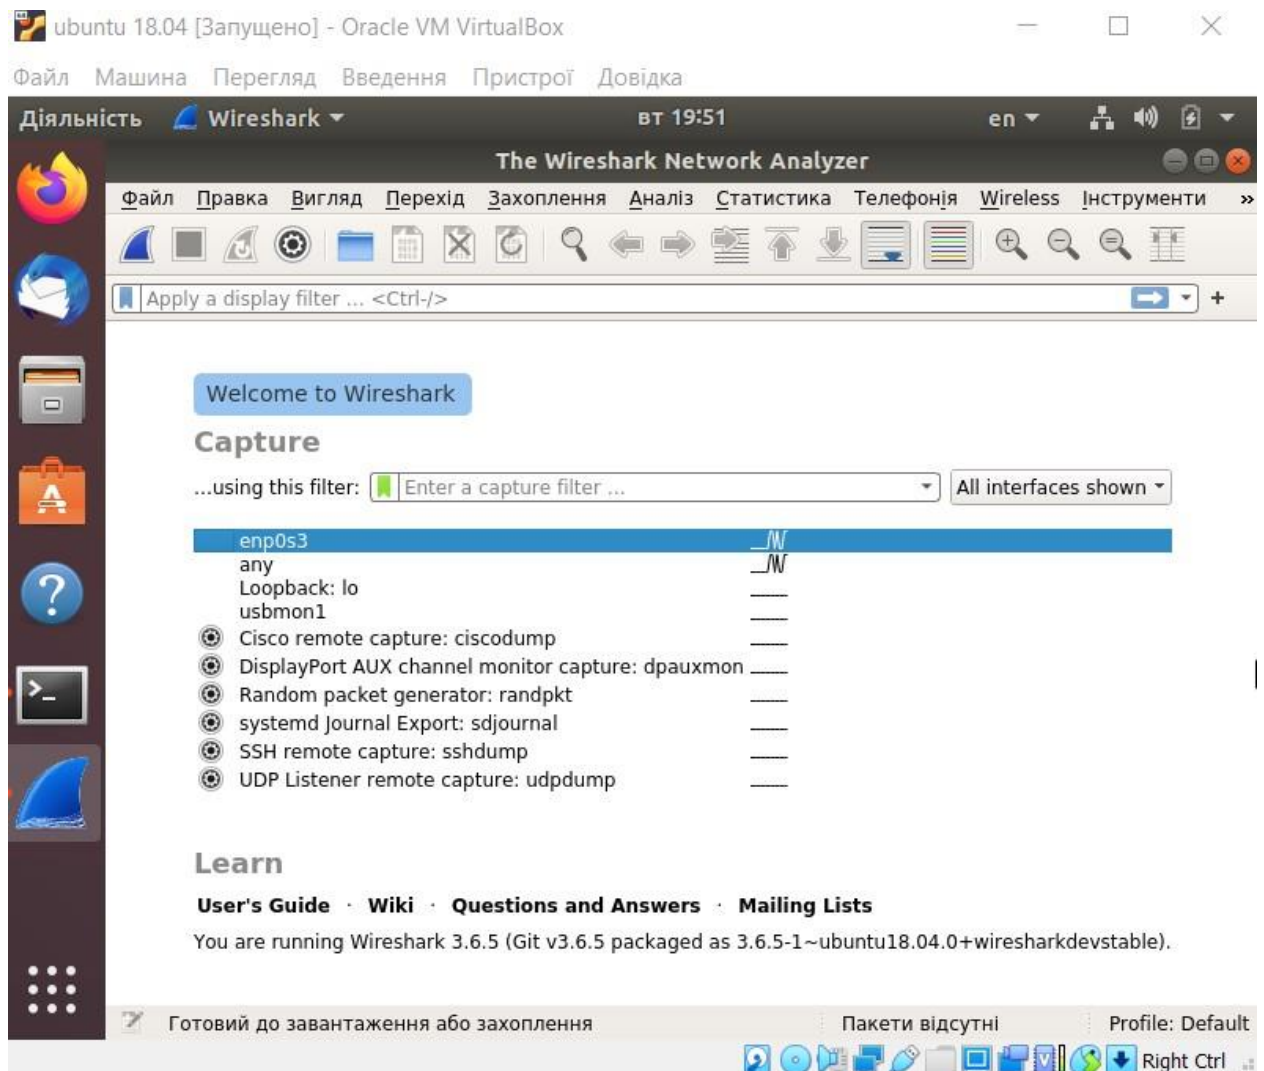 ubuntu 18.04 [Запущено] - Oracle VM VirtualBox
Файл Машина Перегляд Введення Пристрої Довідка
Діяльність Wireshark вт 19:51 en
The Wireshark Network Analyzer
Файл Правка Вигляд Перехід Захоплення Аналіз Статистика Телефонія Wireless Інструменти »
Apply a display filter ... <Ctrl-/> +
Welcome to Wireshark
Capture
...using this filter: Enter a capture filter ... All interfaces shown
enp0s3
any
Loopback: lo
usbmon1
Cisco remote capture: ciscodump
DisplayPort AUX channel monitor capture: dpauxmon
Random packet generator: randpkt
systemd Journal Export: sdjournal
SSH remote capture: sshdump
UDP Listener remote capture: udpdump
Learn
User's Guide · Wiki · Questions and Answers · Mailing Lists
You are running Wireshark 3.6.5 (Git v3.6.5 packaged as 3.6.5-1~ubuntu18.04.0+wiresharkdevstable).
Готовий до завантаження або захоплення Пакети відсутні Profile: Default
Right Ctrl